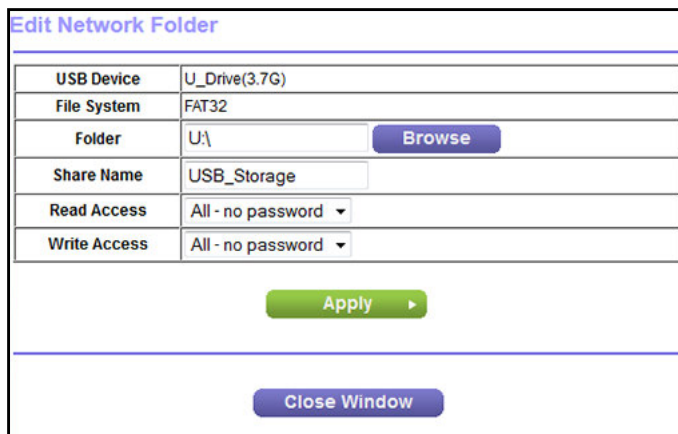 Edit Network Folder
USB Device U_Drive(3.7G)
File System FAT32
Folder U:\ Browse
Share Name USB_Storage
Read Access All - no password
Write Access All - no password
Apply
Close Window